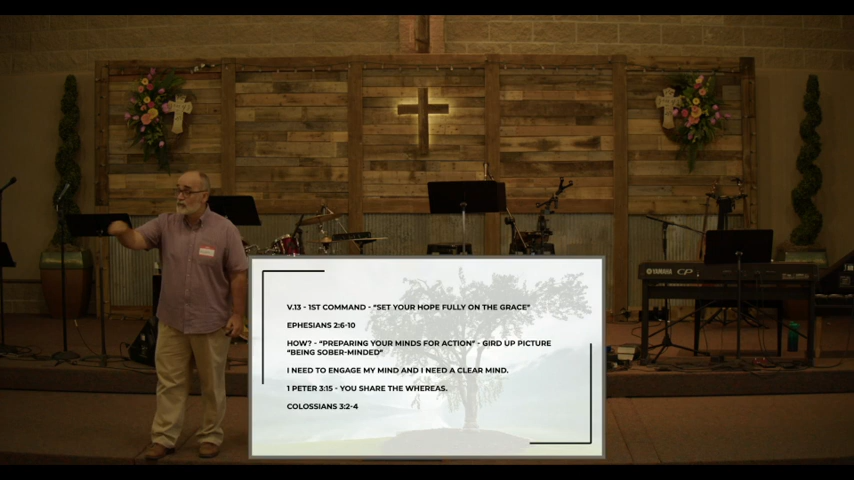 V.13 - 1ST COMMAND - "SET YOUR HOPE FULLY ON THE GRACE"
EPHESIANS 2:6-10
HOW? - "PREPARING YOUR MINDS FOR ACTION" - GIRD UP PICTURE
"BEING SOBER-MINDED"
I NEED TO ENGAGE MY MIND AND I NEED A CLEAR MIND.
1 PETER 3:15 - YOU SHARE THE WHEREAS.
COLOSSIANS 3:2-4
YAMAHA CP